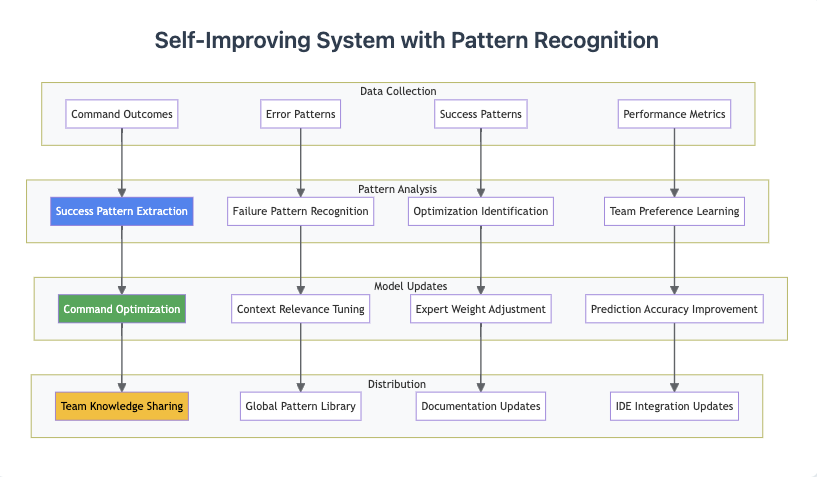 Self-Improving System with Pattern Recognition
Data Collection
Command Outcomes
Error Patterns
Success Patterns
Performance Metrics
Pattern Analysis
Success Pattern Extraction
Failure Pattern Recognition
Optimization Identification
Team Preference Learning
Model Updates
Command Optimization
Context Relevance Tuning
Expert Weight Adjustment
Prediction Accuracy Improvement
Distribution
Team Knowledge Sharing
Global Pattern Library
Documentation Updates
IDE Integration Updates